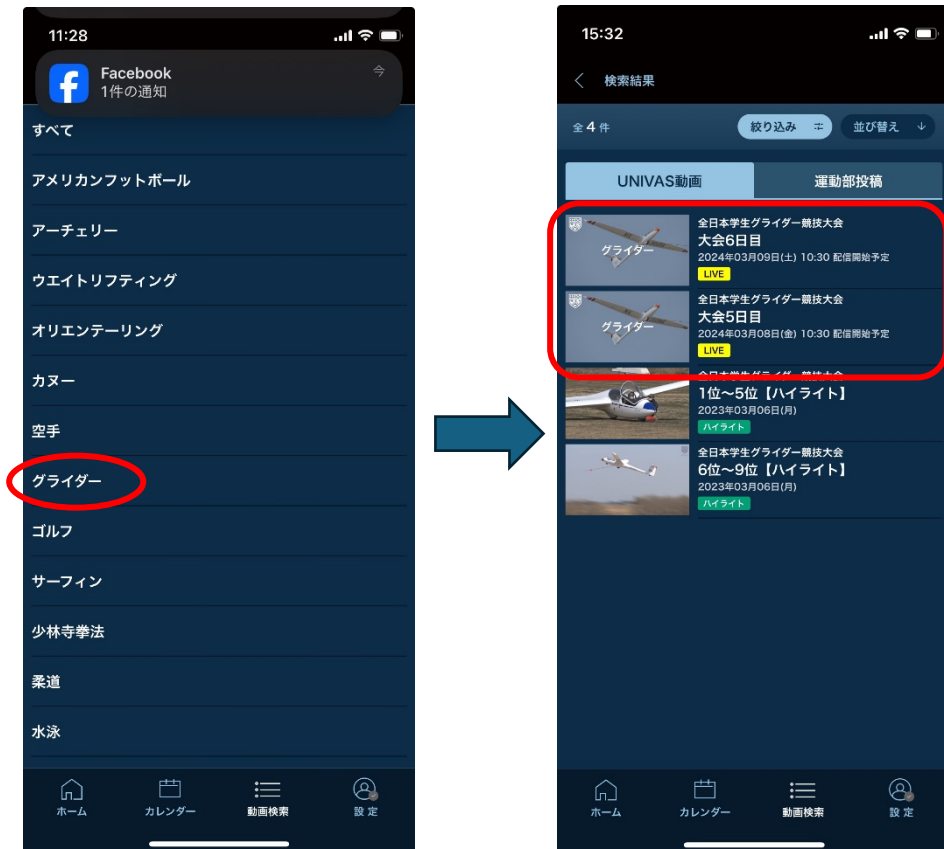 11:28
Facebook
今
1件の通知
すべて
アメリカンフットボール
アーチェリー
ウエイトリフティング
オリエンテーリング
カヌー
空手
グライダー
ゴルフ
サーフィン
少林寺拳法
柔道
水泳
ホーム
カレンダー
動画検索
設定
15:32
検索結果
全4件
絞り込み
並び替え
UNIVAS動画
運動部投稿
グライダー
全日本学生グライダー競技大会
大会6日目
2024年03月09日(土) 10:30 配信開始予定
LIVE
グライダー
全日本学生グライダー競技大会
大会5日目
2024年03月08日(金) 10:30 配信開始予定
LIVE
全日本学生グライダー競技大会
1位〜5位【ハイライト】
2023年03月06日(月)
ハイライト
全日本学生グライダー競技大会
6位〜9位【ハイライト】
2023年03月06日(月)
ハイライト
ホーム
カレンダー
動画検索
設定